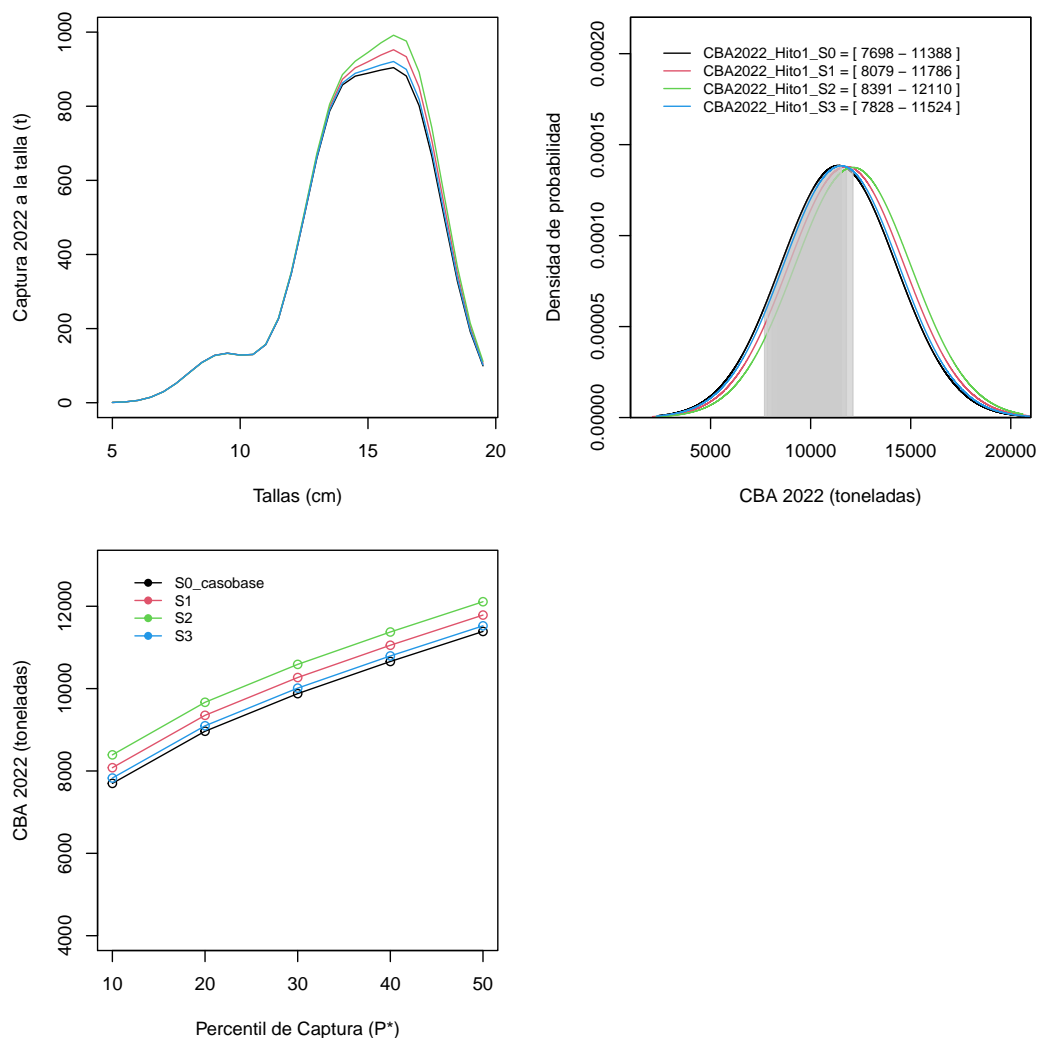 Captura 2022 a la talla (t)
0
200
400
600
800
1000
5
10
15
20
Tallas (cm)
Densidad de probabilidad
0.00000
0.00005
0.00010
0.00015
0.00020
CBA2022_Hito1_S0 = [ 7698 − 11388 ]
CBA2022_Hito1_S1 = [ 8079 − 11786 ]
CBA2022_Hito1_S2 = [ 8391 − 12110 ]
CBA2022_Hito1_S3 = [ 7828 − 11524 ]
5000
10000
15000
20000
CBA 2022 (toneladas)
CBA 2022 (toneladas)
4000
6000
8000
10000
12000
S0_casobase
S1
S2
S3
10
20
30
40
50
Percentil de Captura (P*)